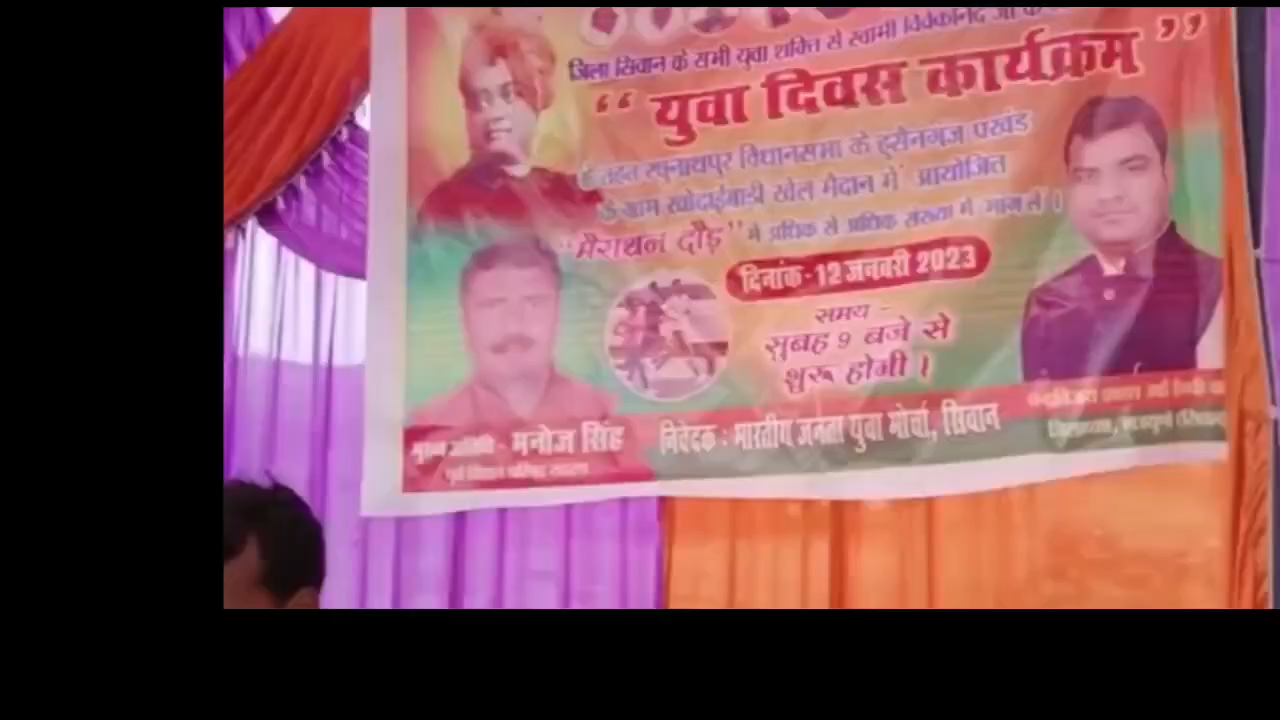 जिला सिवान के सभी युवा शक्ति से स्वामी विवेकानंद जी के
“ युवा दिवस कार्यक्रम ”
के तहत रघुनाथपुर विधानसभा के हुसैनगंज प्रखंड
के ग्राम खोदाईबाड़ी खेल मैदान में आयोजित
“मैराथन दौड़” में अधिक से अधिक संख्या में भाग लें ।
दिनांक-12 जनवरी 2023
समय -
सुबह 9 बजे से
शुरू होगी ।
मुख्य अतिथि - मनोज सिंह
निवेदक : भारतीय जनता युवा मोर्चा, सिवान